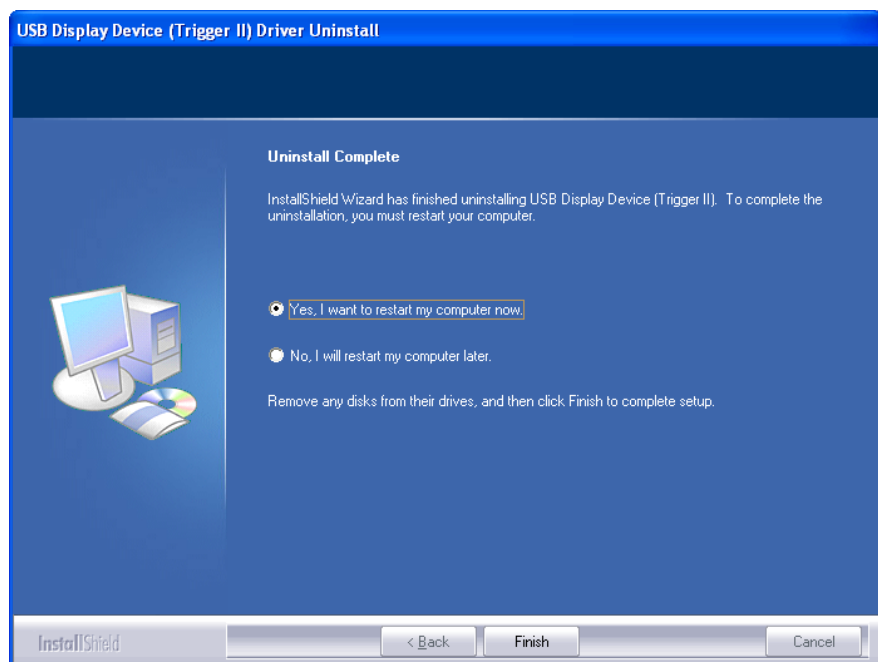 USB Display Device (Trigger II) Driver Uninstall
Uninstall Complete
InstallShield Wizard has finished uninstalling USB Display Device (Trigger II). To complete the
uninstallation, you must restart your computer.
Yes, I want to restart my computer now.
No, I will restart my computer later.
Remove any disks from their drives, and then click Finish to complete setup.
InstallShield
< Back
Finish
Cancel